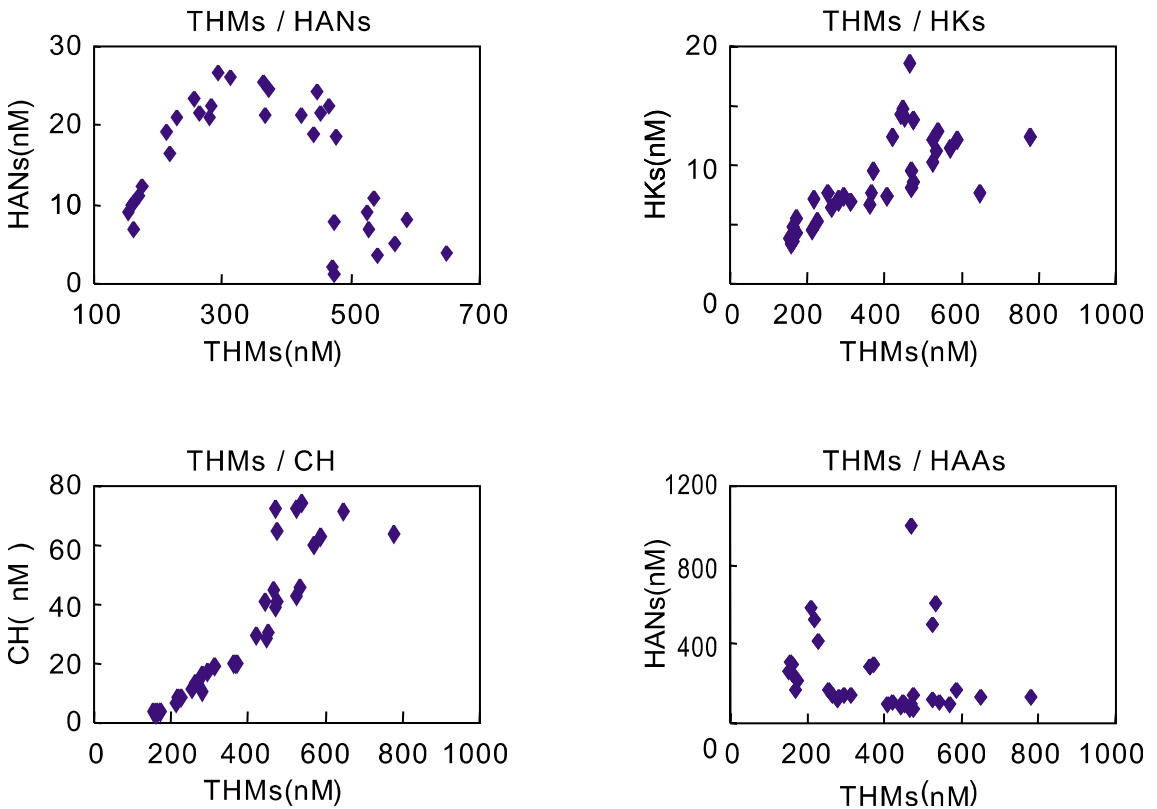 THMs / HANs
30
20
10
0
HANs(nM)
100 300 500 700
THMs(nM)
THMs / HKs
20
10
0
HKs(nM)
0 200 400 600 800 1000
THMs(nM)
THMs / CH
80
60
40
20
0
CH( nM )
0 200 400 600 800 1000
THMs(nM)
THMs / HAAs
1200
800
400
0
HANs(nM)
0 200 400 600 800 1000
THMs(nM)